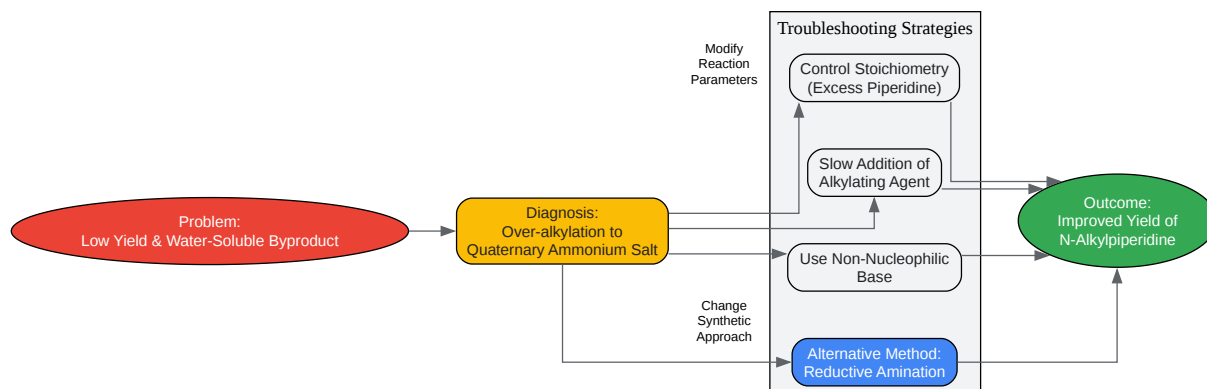 Troubleshooting Strategies
Modify
Reaction
Parameters
Control Stoichiometry
(Excess Piperidine)
Slow Addition of
Alkylating Agent
Problem:
Low Yield & Water-Soluble Byproduct
Diagnosis:
Over-alkylation to
Quaternary Ammonium Salt
Outcome:
Improved Yield of
N-Alkylpiperidine
Use Non-Nucleophilic
Base
Change
Synthetic
Approach
Alternative Method:
Reductive Amination